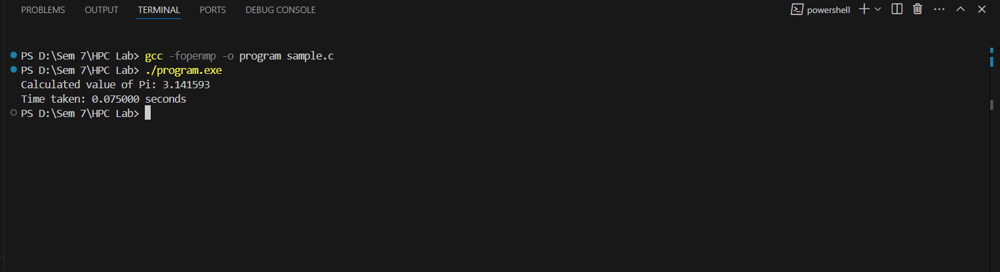 PROBLEMS OUTPUT TERMINAL PORTS DEBUG CONSOLE powershell
PS D:\Sem 7\HPC Lab> gcc -fopenmp -o program sample.c
PS D:\Sem 7\HPC Lab> ./program.exe
Calculated value of Pi: 3.141593
Time taken: 0.075000 seconds
PS D:\Sem 7\HPC Lab>